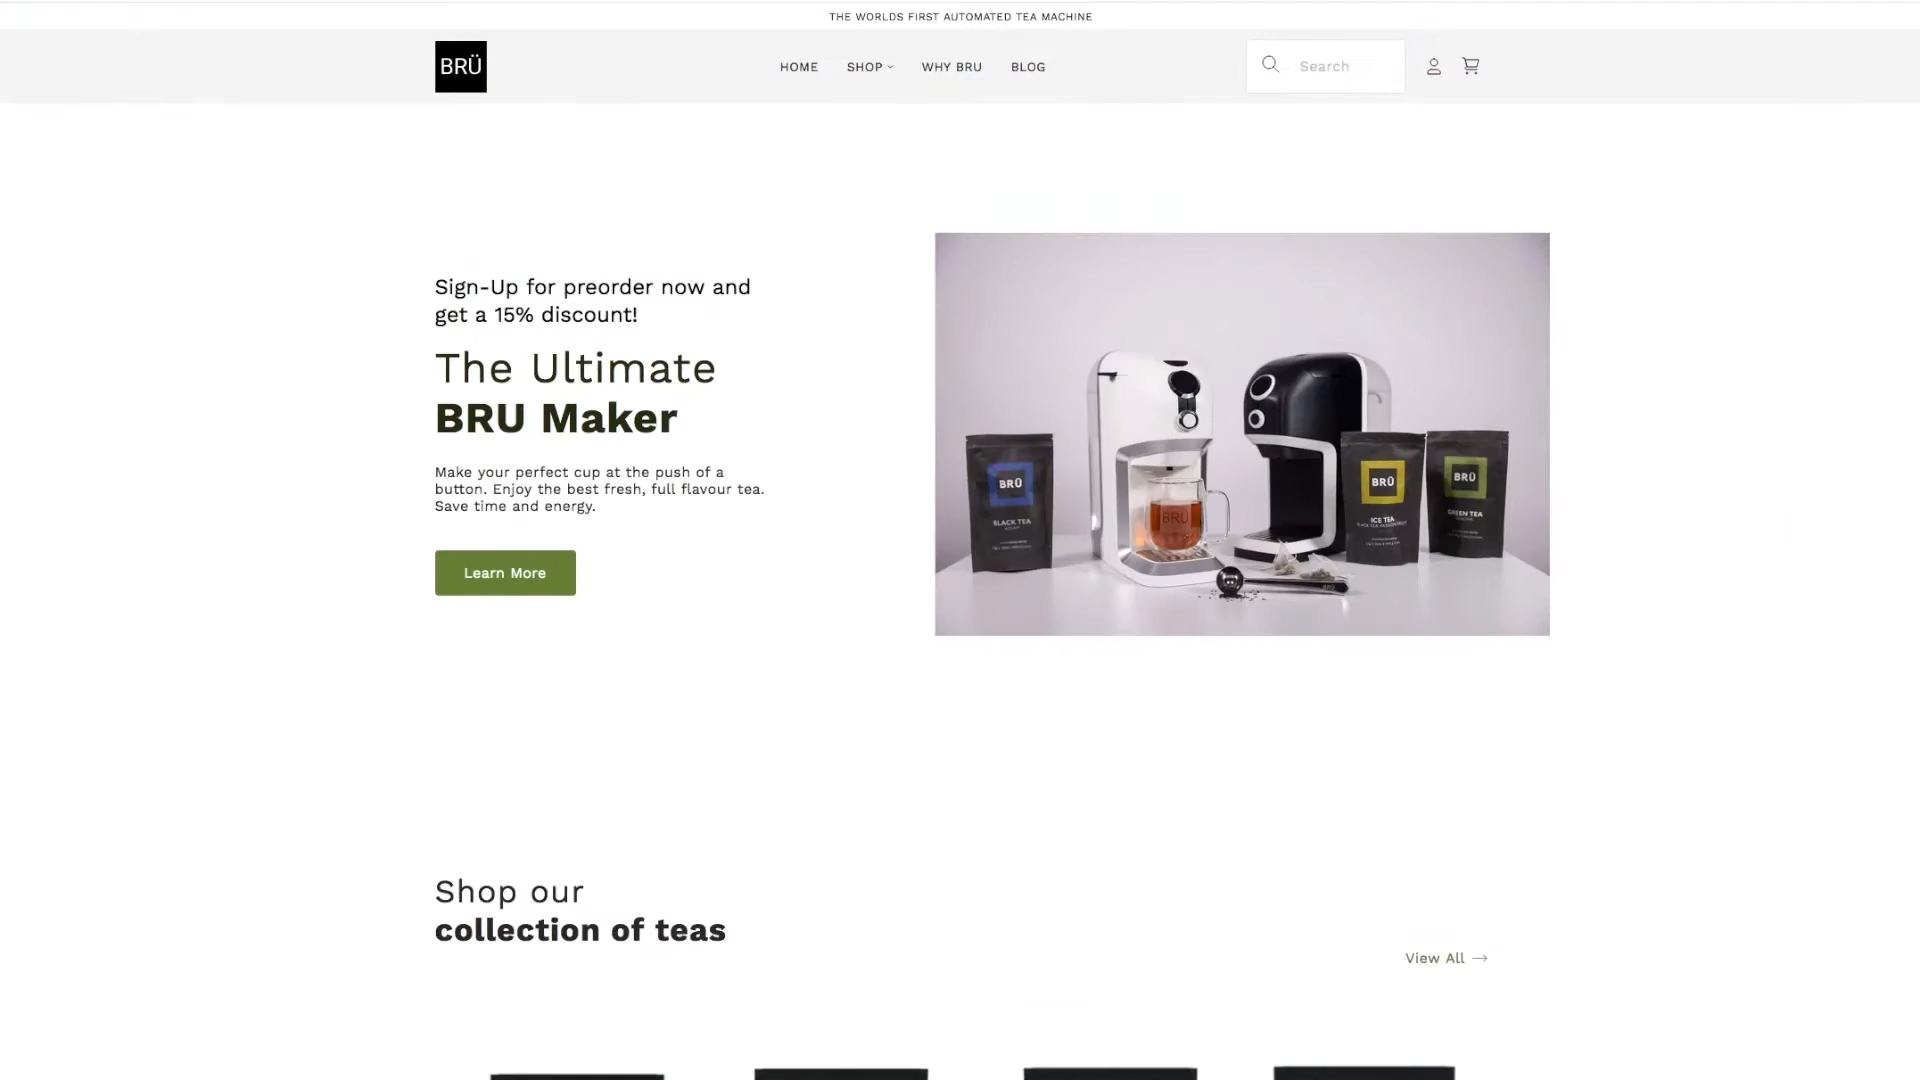 THE WORLDS FIRST AUTOMATED TEA MACHINE
BRÜ
HOME SHOP WHY BRU BLOG
Search
Sign-Up for preorder now and
get a 15% discount!
The Ultimate
BRU Maker
Make your perfect cup at the push of a
button. Enjoy the best fresh, full flavour tea.
Save time and energy.
Learn More
BRÜ
BLACK TEA
BRÜ
BRÜ
ICE TEA
BRÜ
GREEN TEA
Shop our
collection of teas
View All